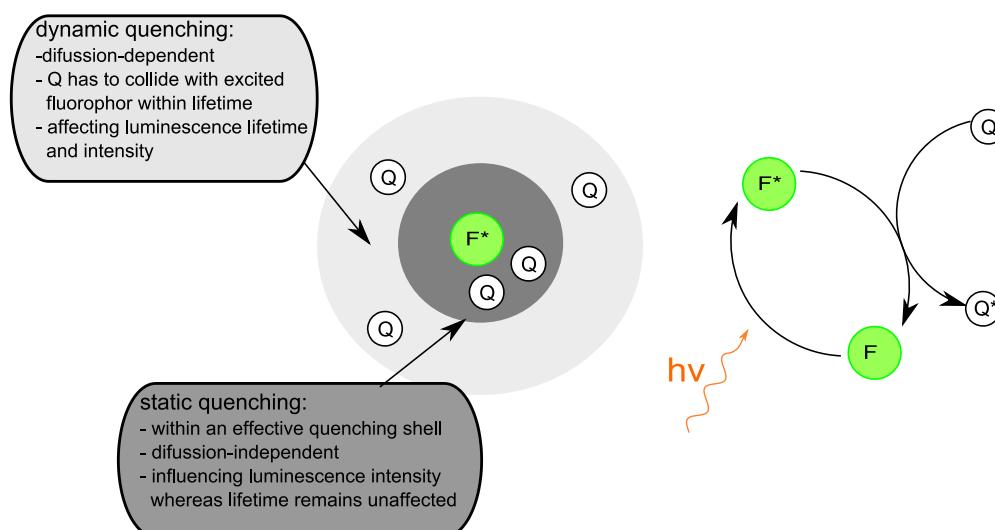 dynamic quenching:
-difussion-dependent
- Q has to collide with excited
fluorophor within lifetime
- affecting luminescence lifetime
and intensity
Q
Q
F*
Q
Q
Q
static quenching:
- within an effective quenching shell
- difussion-independent
- influencing luminescence intensity
whereas lifetime remains unaffected
Q
F*
Q*
F
hν